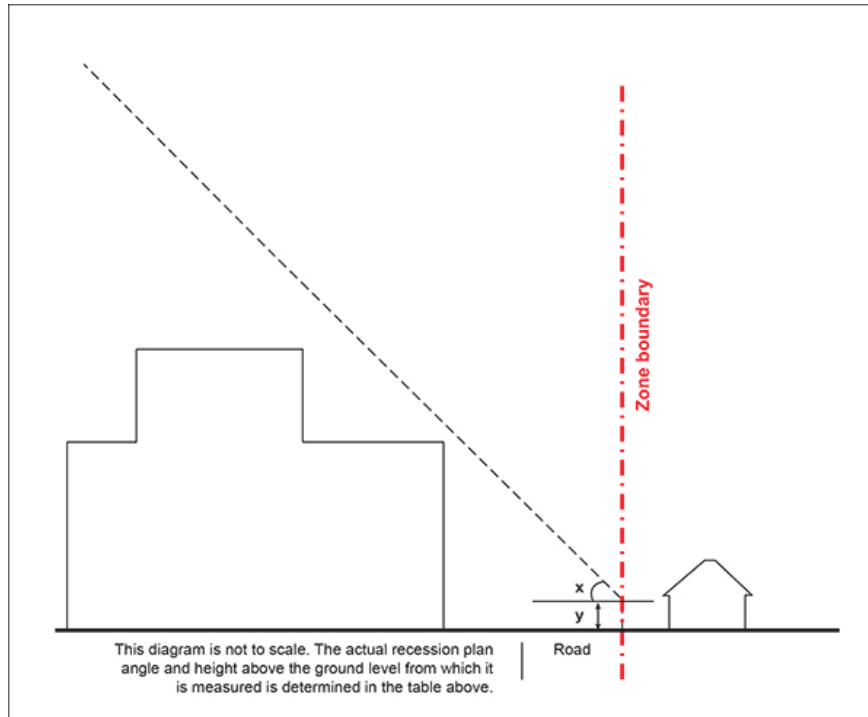 Zone boundary
x
y
This diagram is not to scale. The actual recession plan
angle and height above the ground level from which it
is measured is determined in the table above.
Road